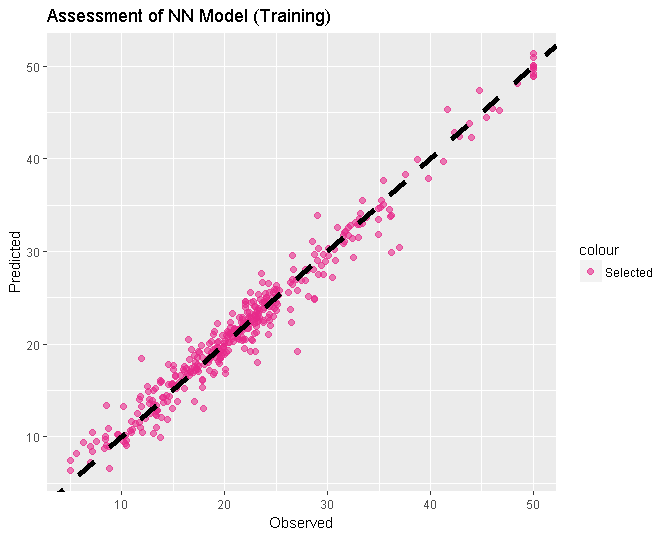 Assessment of NN Model (Training)
50
40
30
20
10
Predicted
10 20 30 40 50
Observed
colour
Selected